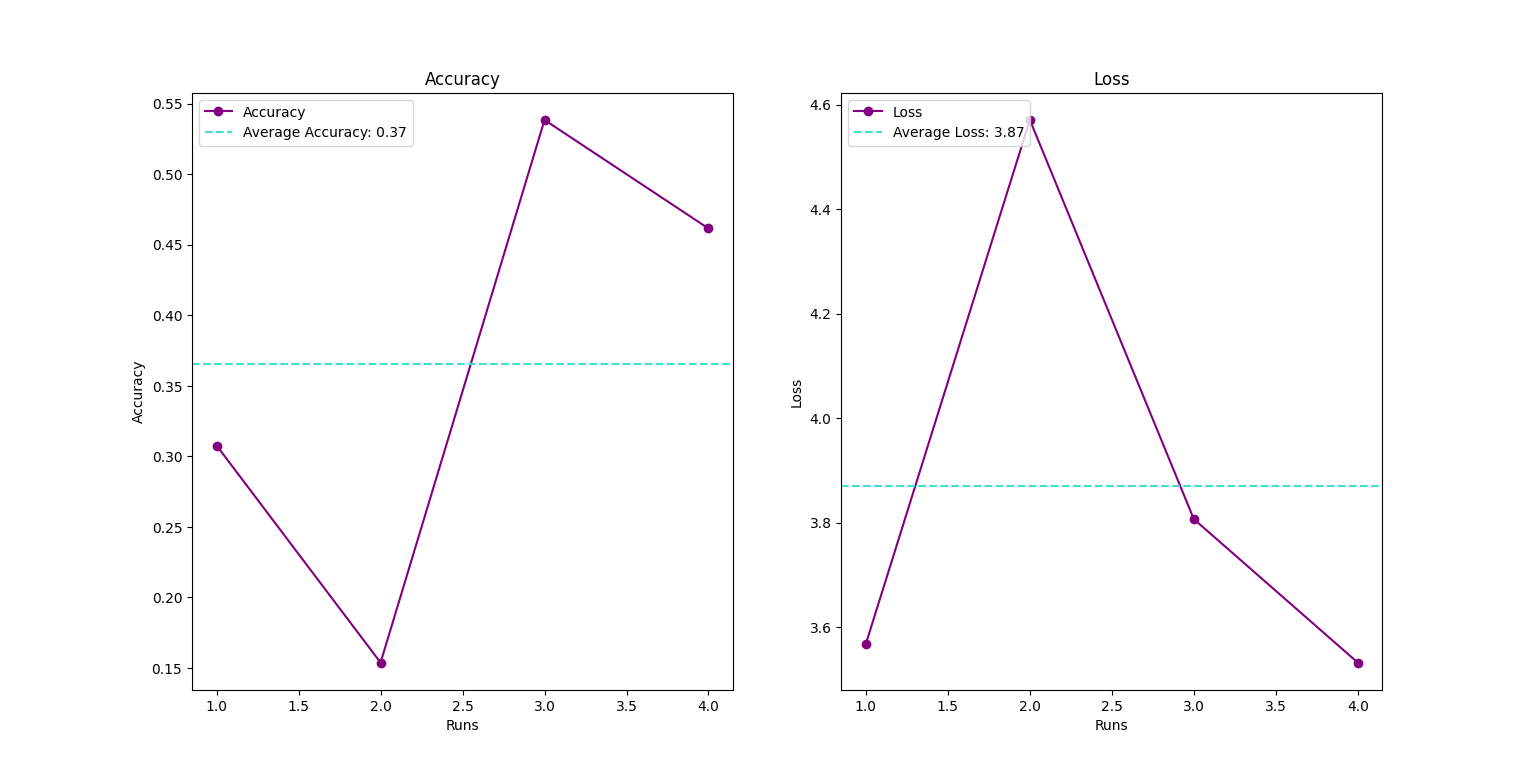 Accuracy
Accuracy
Average Accuracy: 0.37
0.55
0.50
0.45
0.40
0.35
0.30
0.25
0.20
0.15
Accuracy
1.0 1.5 2.0 2.5 3.0 3.5 4.0
Runs
Loss
Loss
Average Loss: 3.87
4.6
4.4
4.2
4.0
3.8
3.6
Loss
1.0 1.5 2.0 2.5 3.0 3.5 4.0
Runs